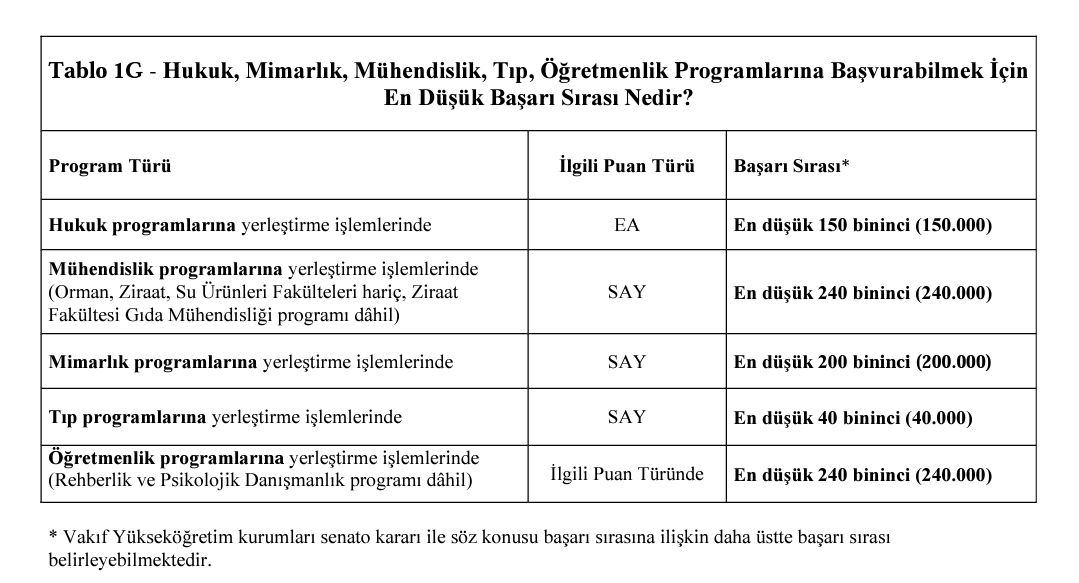 Tablo 1G - Hukuk, Mimarlık, Mühendislik, Tıp, Öğretmenlik Programlarına Başvurabilmek İçin
En Düşük Başarı Sırası Nedir?
Program Türü
İlgili Puan Türü
Başarı Sırası*
Hukuk programlarına yerleştirme işlemlerinde
EA
En düşük 150 bininci (150.000)
Mühendislik programlarına yerleştirme işlemlerinde
(Orman, Ziraat, Su Ürünleri Fakülteleri hariç, Ziraat
Fakültesi Gıda Mühendisliği programı dâhil)
SAY
En düşük 240 bininci (240.000)
Mimarlık programlarına yerleştirme işlemlerinde
SAY
En düşük 200 bininci (200.000)
Tıp programlarına yerleştirme işlemlerinde
SAY
En düşük 40 bininci (40.000)
Öğretmenlik programlarına yerleştirme işlemlerinde
(Rehberlik ve Psikolojik Danışmanlık programı dâhil)
İlgili Puan Türünde
En düşük 240 bininci (240.000)
* Vakıf Yükseköğretim kurumları senato kararı ile söz konusu başarı sırasına ilişkin daha üstte başarı sırası
belirleyebilmektedir.